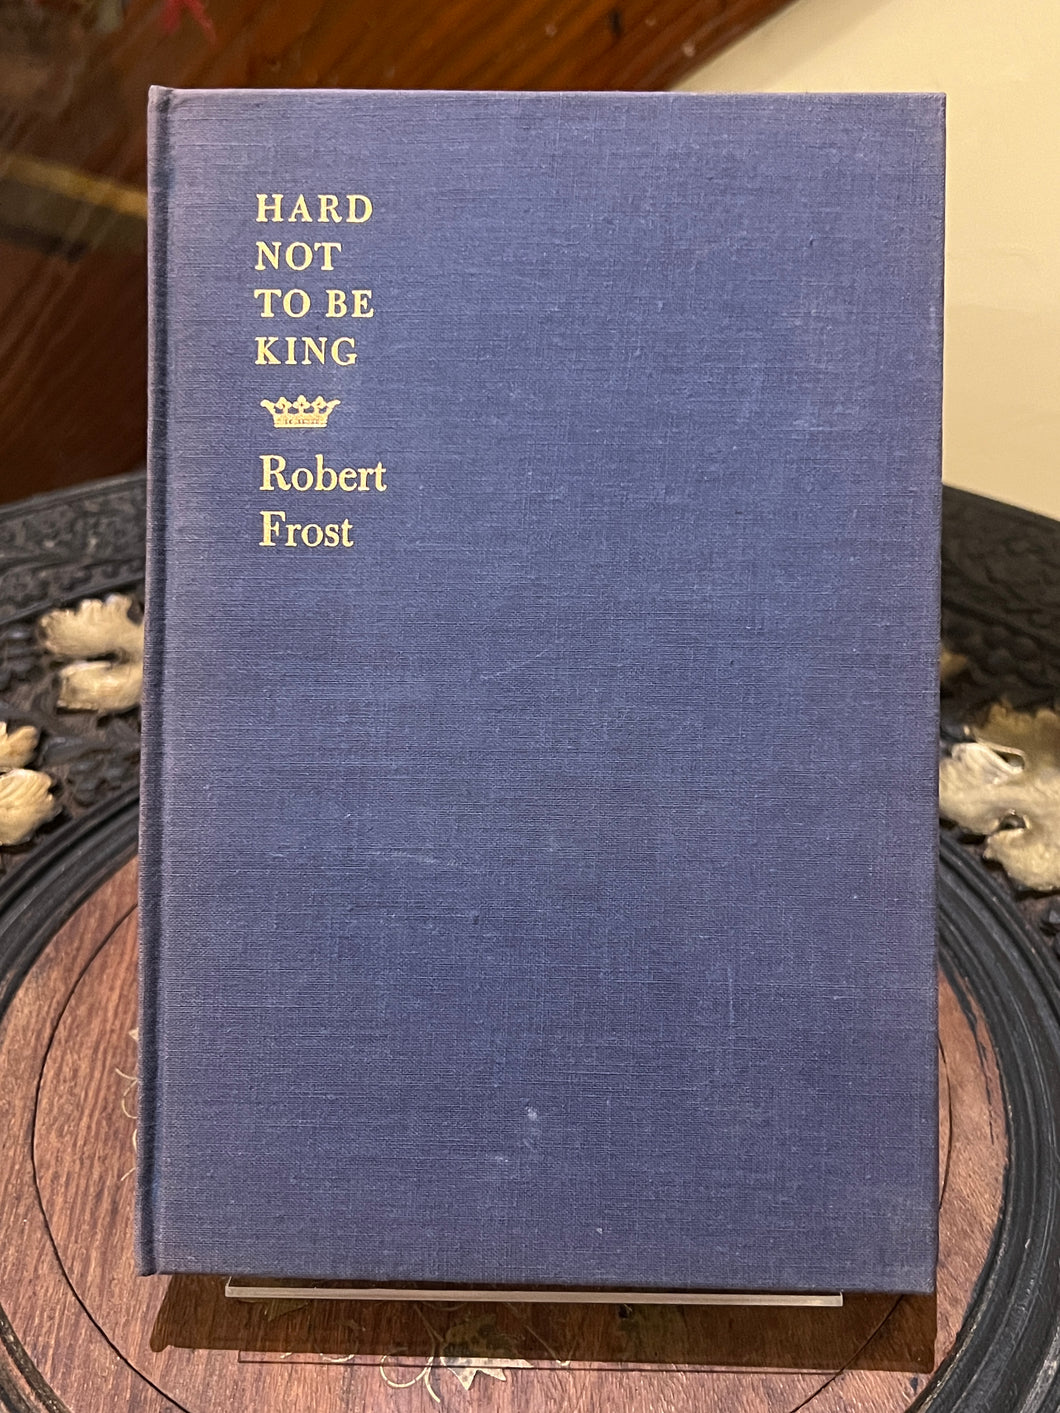 HARD
NOT
TO BE
KING
Robert
Frost